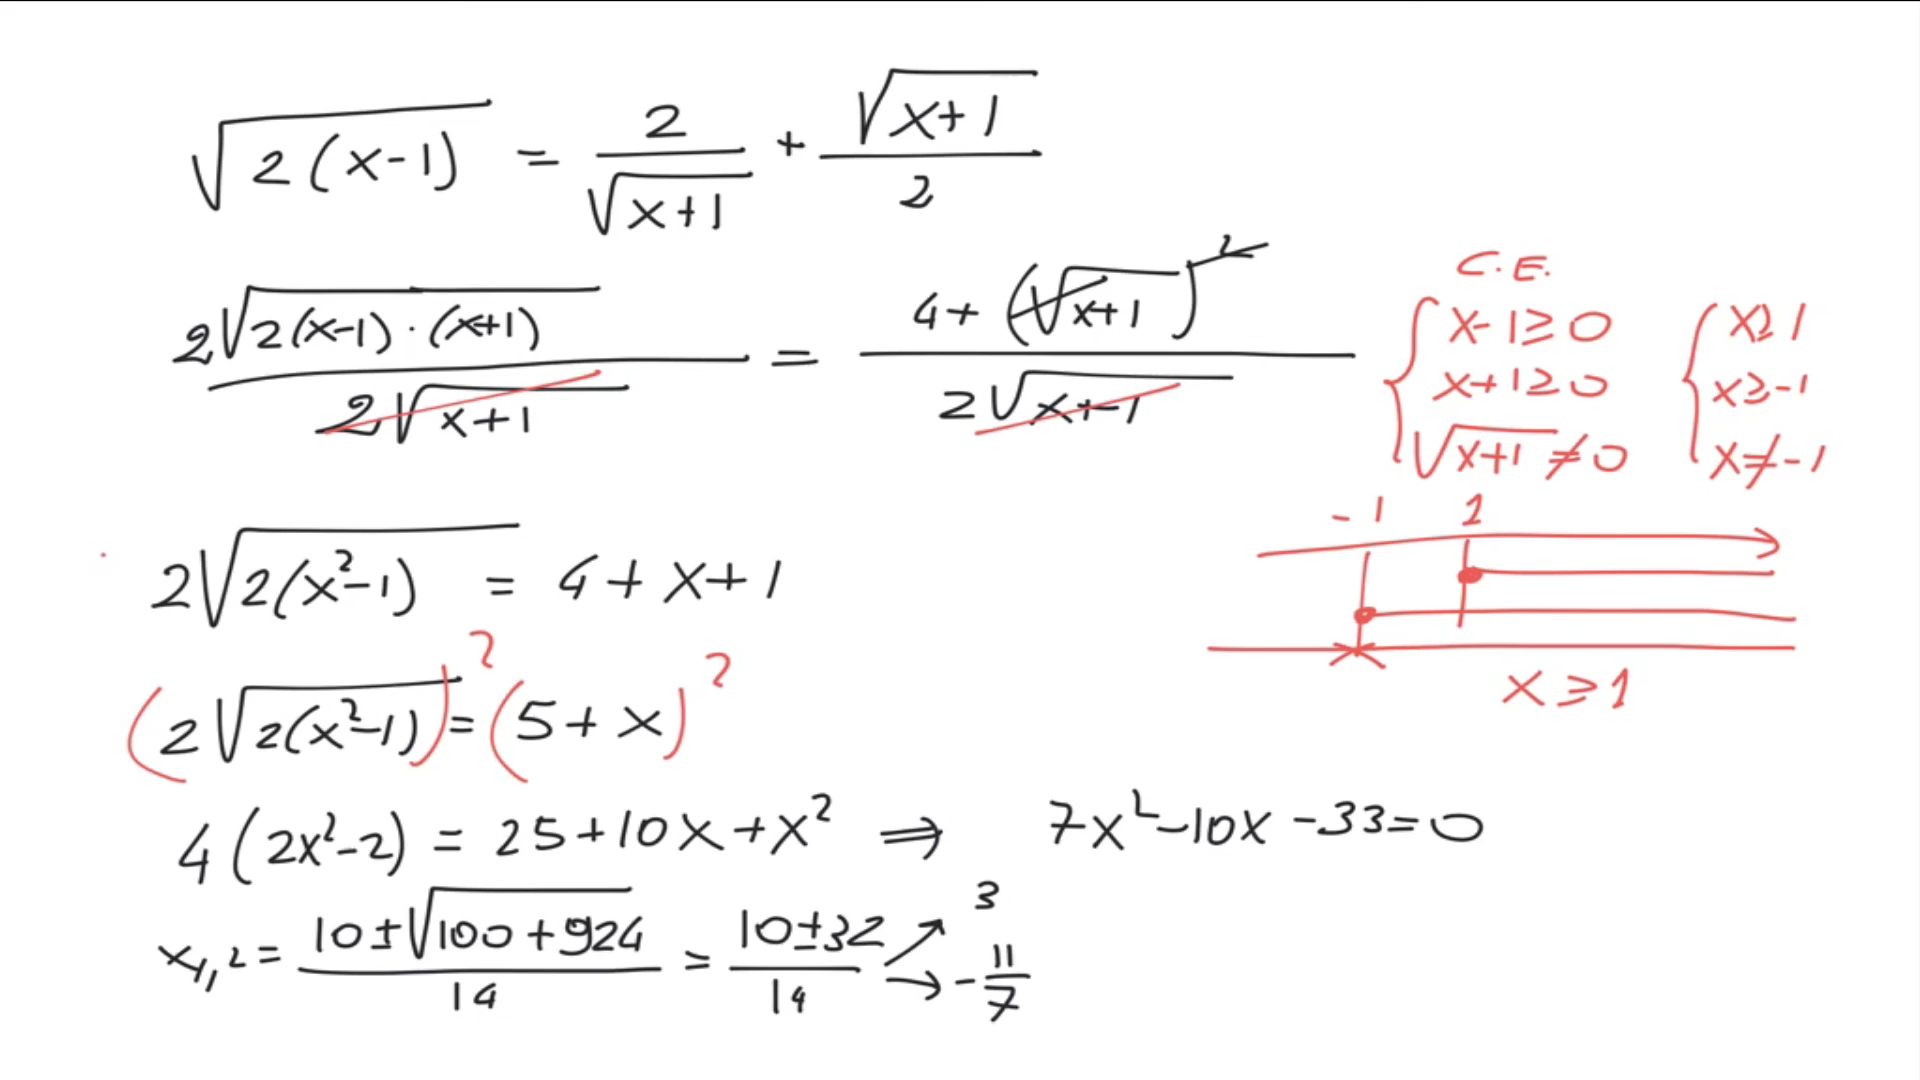 √(2(x-1)) = 2/√(x+1) + √(x+1)/2
2√(2(x-1)·(x+1)) / 2√(x+1) = 4+(√(x+1))² / 2√(x+1)
C.E.
{ x-1≥0 { x≥1
x+1≥0 x≥-1
√(x+1)≠0 x≠-1
-1 1
x≥1
2√(2(x²-1)) = 4+x+1
(2√(2(x²-1)))² = (5+x)²
4(2x²-2) = 25+10x+x² ⇒ 7x²-10x-33=0
x₁,₂ = 10±√(100+924) / 14 = 10±32 / 14 ↗ 3
→ -11/7